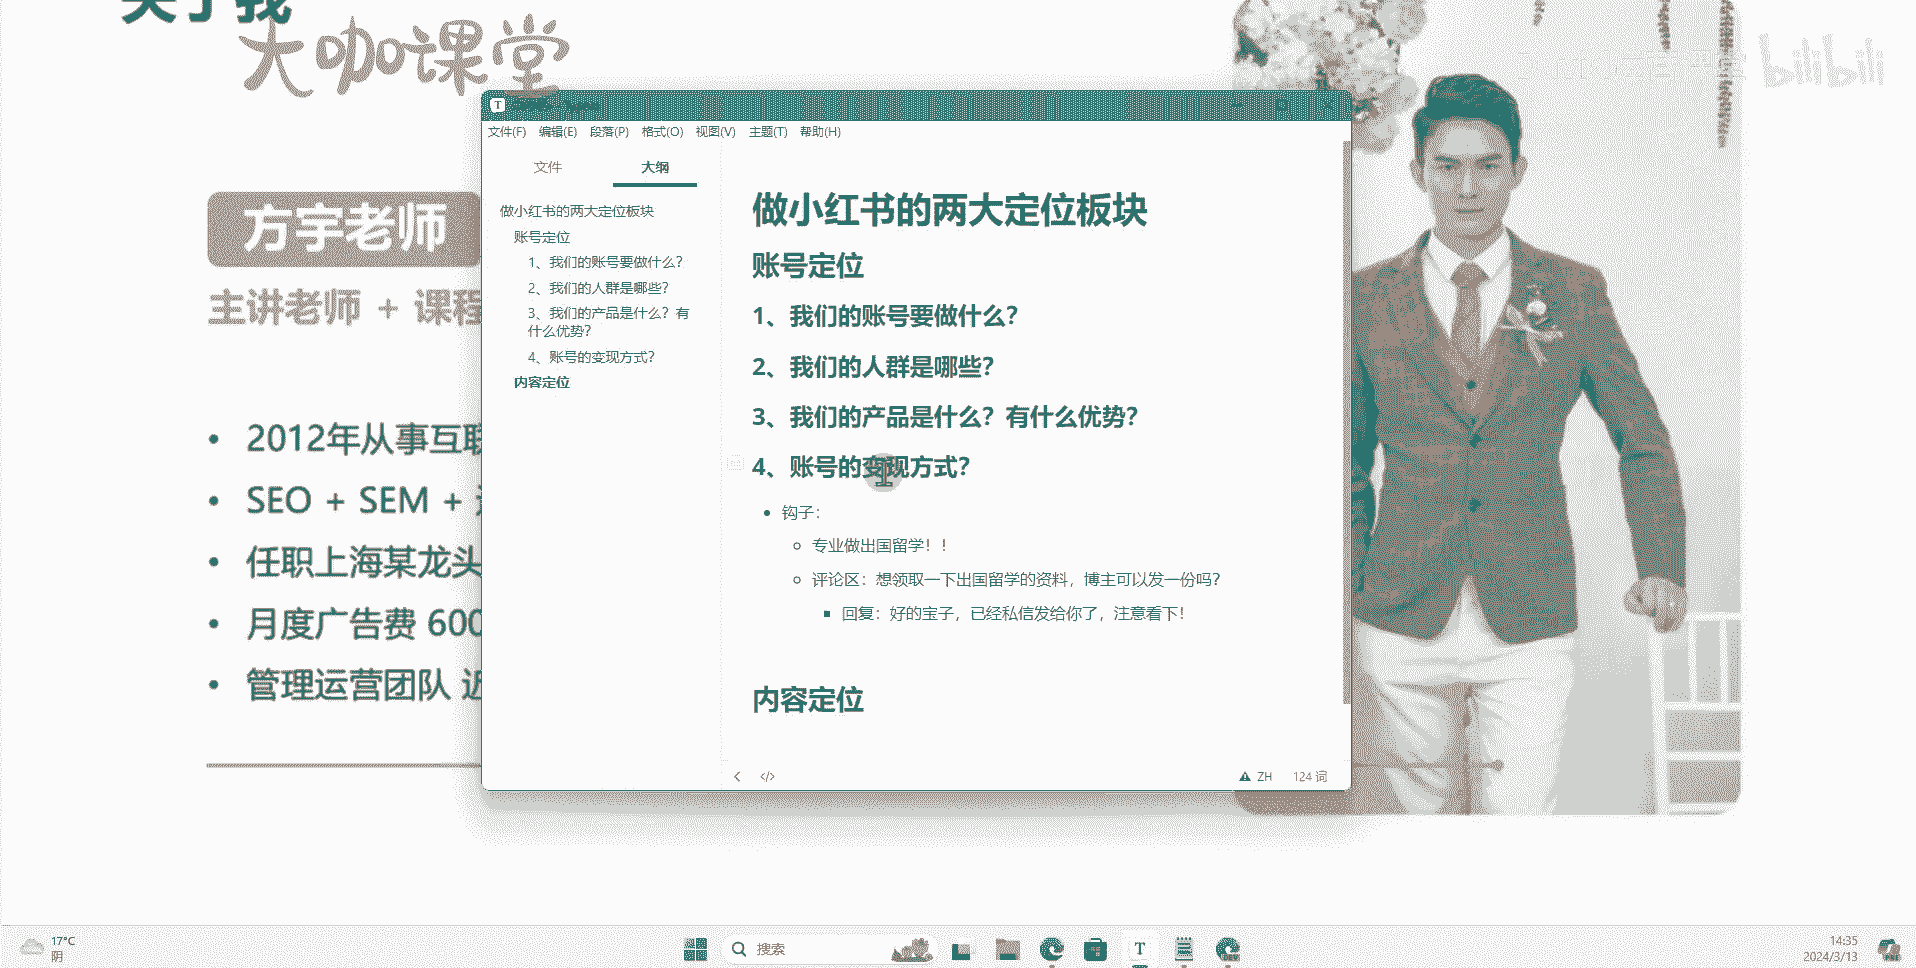 关于我
大咖课堂
bilibili
方宇老师
主讲老师 + 课程
2012年从事互联
SEO + SEM +
任职上海某龙头
月度广告费 600
管理运营团队 近
T
文件(F) 编辑(E) 段落(P) 格式(O) 视图(V) 主题(T) 帮助(H)
文件 大纲
做小红书的两大定位板块
账号定位
1、我们的账号要做什么?
2、我们的人群是哪些?
3、我们的产品是什么? 有
什么优势?
4、账号的变现方式?
内容定位
做小红书的两大定位板块
账号定位
1、我们的账号要做什么?
2、我们的人群是哪些?
3、我们的产品是什么? 有什么优势?
4、账号的变现方式?
钩子:
专业做出国留学! !
评论区: 想领取一下出国留学的资料, 博主可以发一份吗?
回复: 好的宝子, 已经私信发给你了, 注意看下!
内容定位
</> ZH 124 词
17°C
阴
搜索
T
DEV
14:35
2024/3/13
PRE